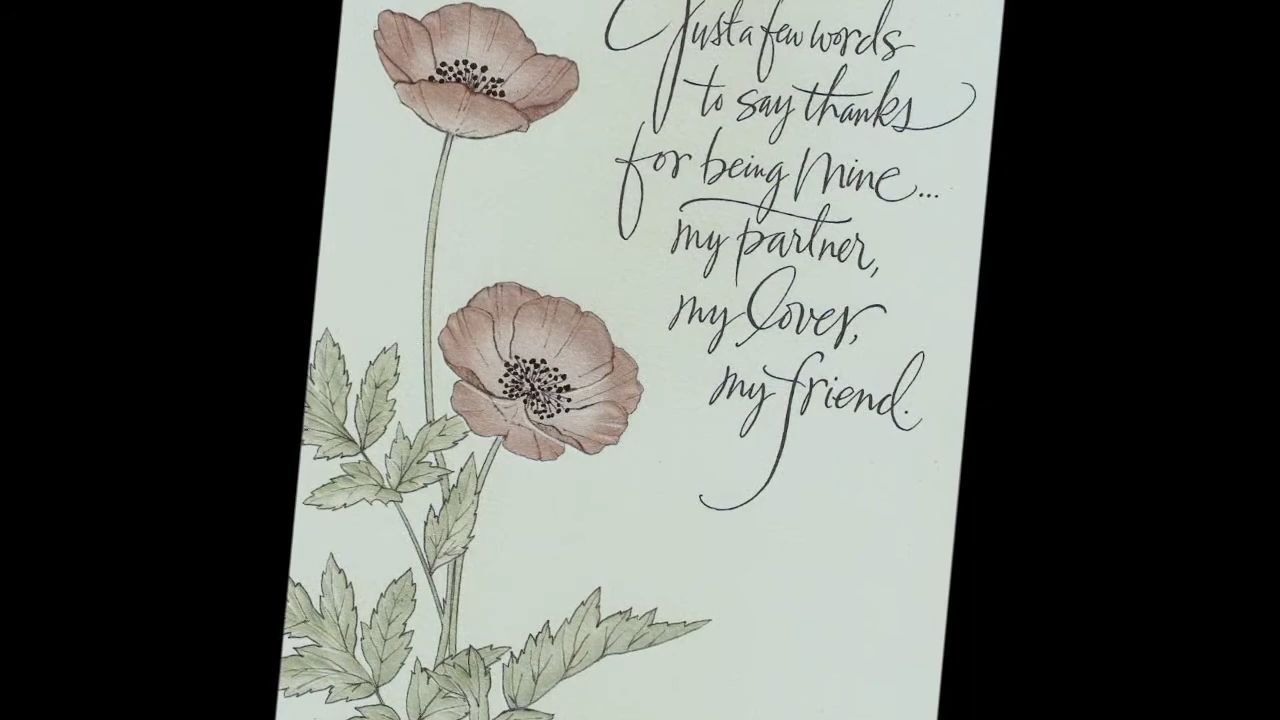 Just a few words
to say thanks
for being mine...
my partner,
my lover,
my friend.